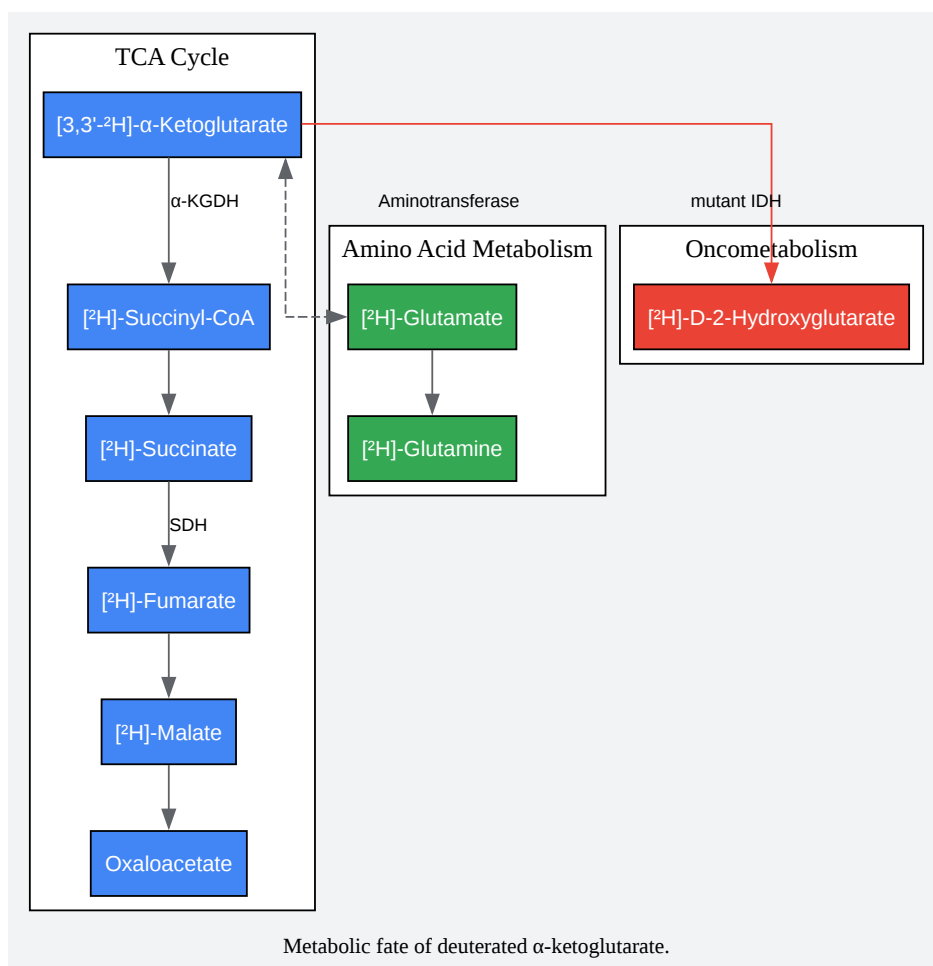 TCA Cycle
[3,3'-²H]-α-Ketoglutarate
α-KGDH
Aminotransferase
mutant IDH
Amino Acid Metabolism
Oncometabolism
[²H]-Succinyl-CoA
[²H]-Glutamate
[²H]-D-2-Hydroxyglutarate
[²H]-Succinate
[²H]-Glutamine
SDH
[²H]-Fumarate
[²H]-Malate
Oxaloacetate
Metabolic fate of deuterated α-ketoglutarate.